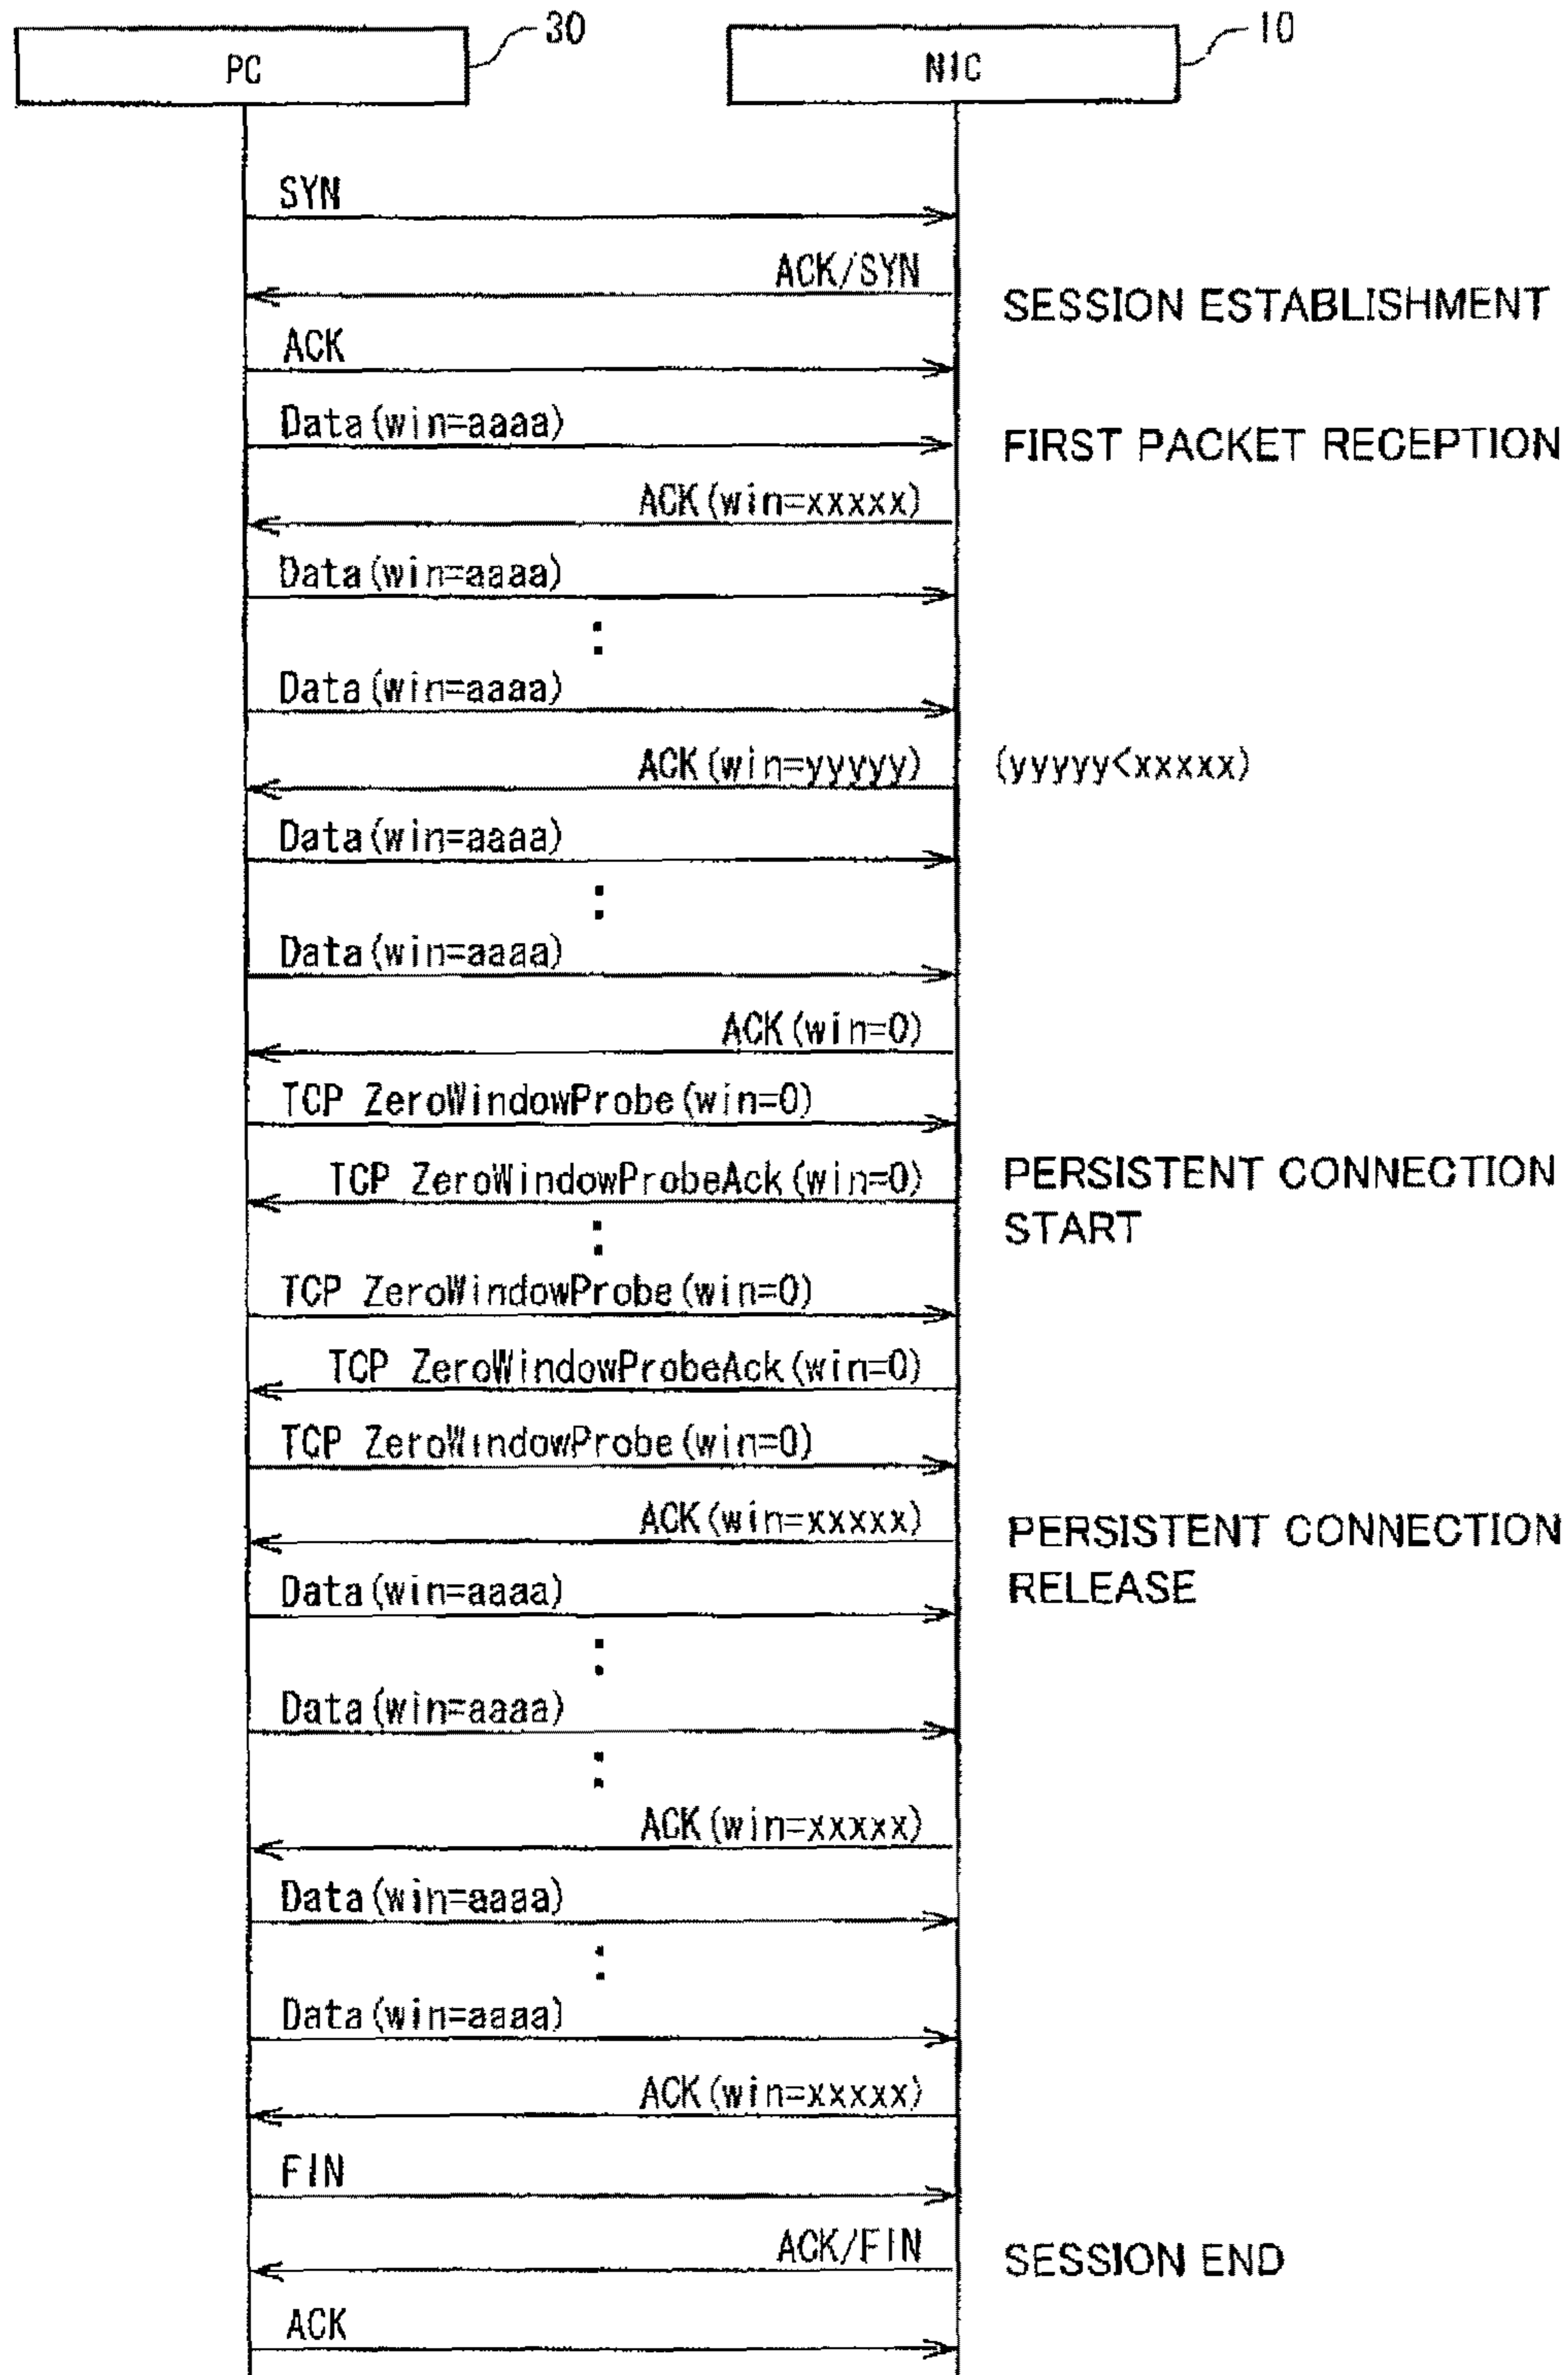 PC
30
NIC
10
SYN
ACK/SYN
SESSION ESTABLISHMENT
ACK
Data(win=aaaa)
FIRST PACKET RECEPTION
ACK(win=xxxxx)
Data(win=aaaa)
:
Data(win=aaaa)
ACK(win=yyyyy)
(yyyyy<xxxxx)
Data(win=aaaa)
:
Data(win=aaaa)
ACK(win=0)
TCP ZeroWindowProbe(win=0)
TCP ZeroWindowProbeAck(win=0)
PERSISTENT CONNECTION
START
:
TCP ZeroWindowProbe(win=0)
TCP ZeroWindowProbeAck(win=0)
TCP ZeroWindowProbe(win=0)
ACK(win=xxxxx)
PERSISTENT CONNECTION
RELEASE
Data(win=aaaa)
:
Data(win=aaaa)
:
ACK(win=xxxxx)
Data(win=aaaa)
:
Data(win=aaaa)
ACK(win=xxxxx)
FIN
ACK/FIN
SESSION END
ACK